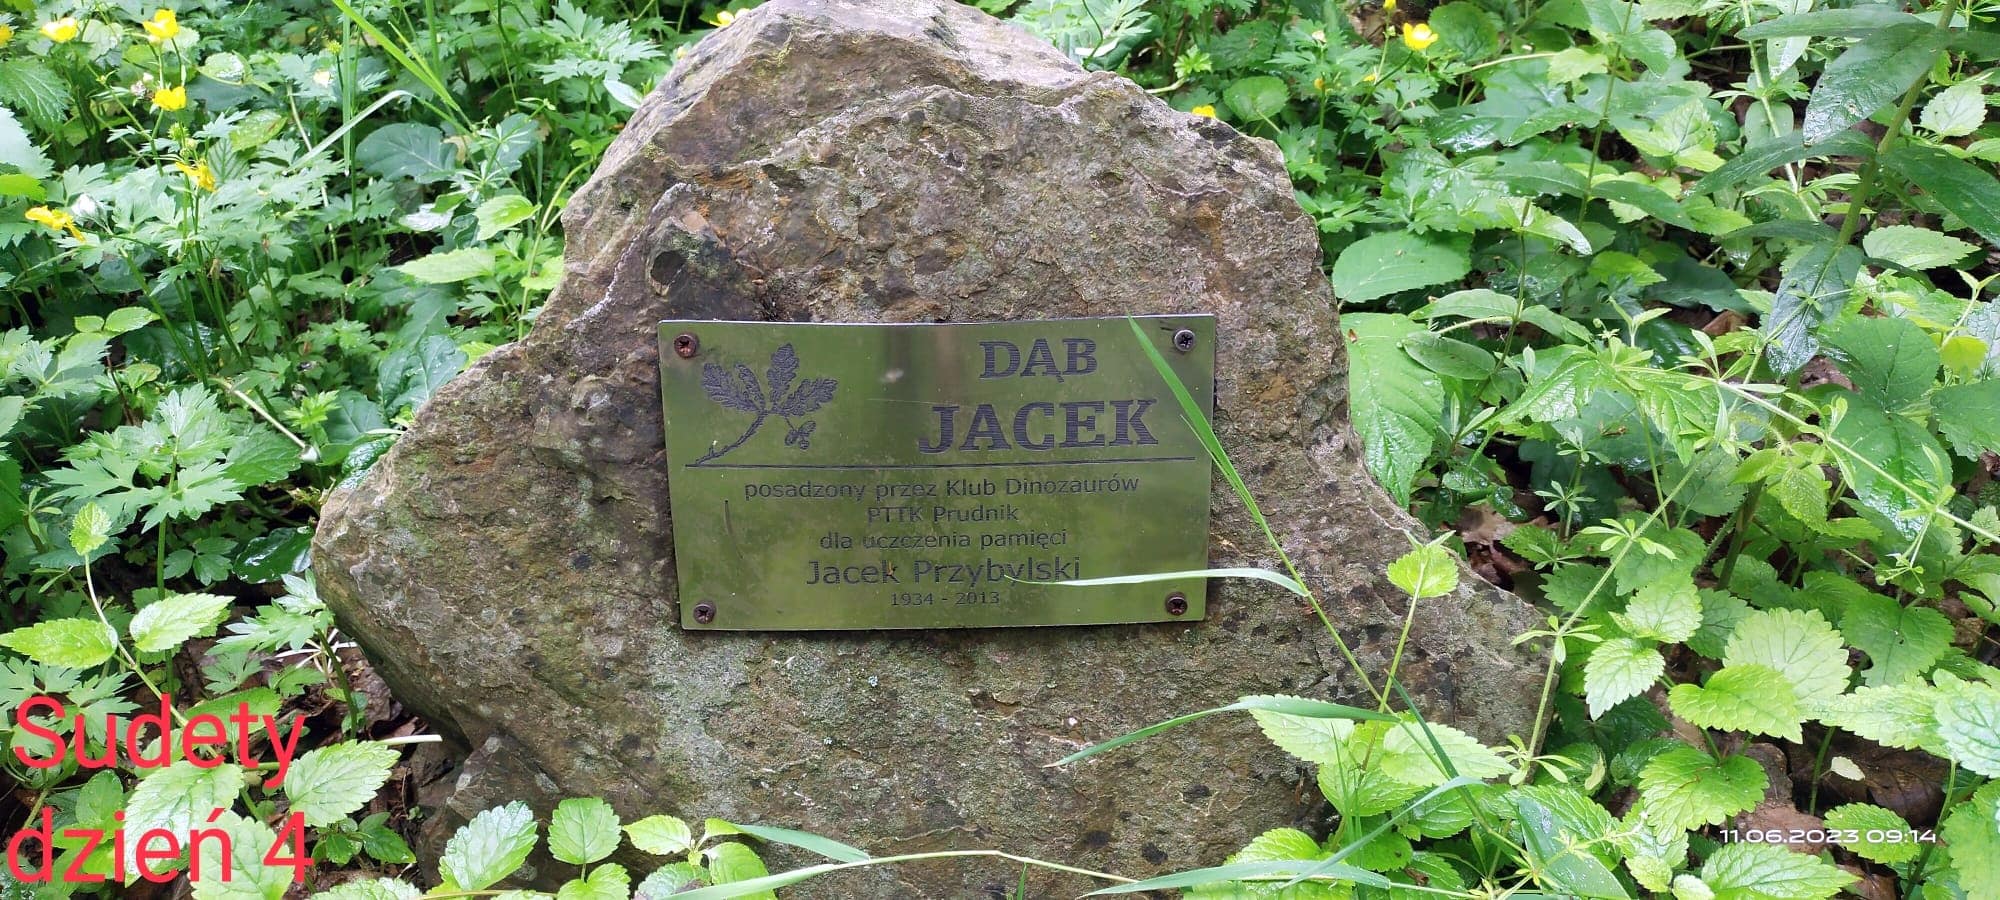 DĄB
JACEK
posadzony przez Klub Dinozaurów
PTTK Prudnik
dla uczczenia pamięci
Jacek Przybylski
1934 - 2013
Sudety
dzień 4
11.06.2023 09:14